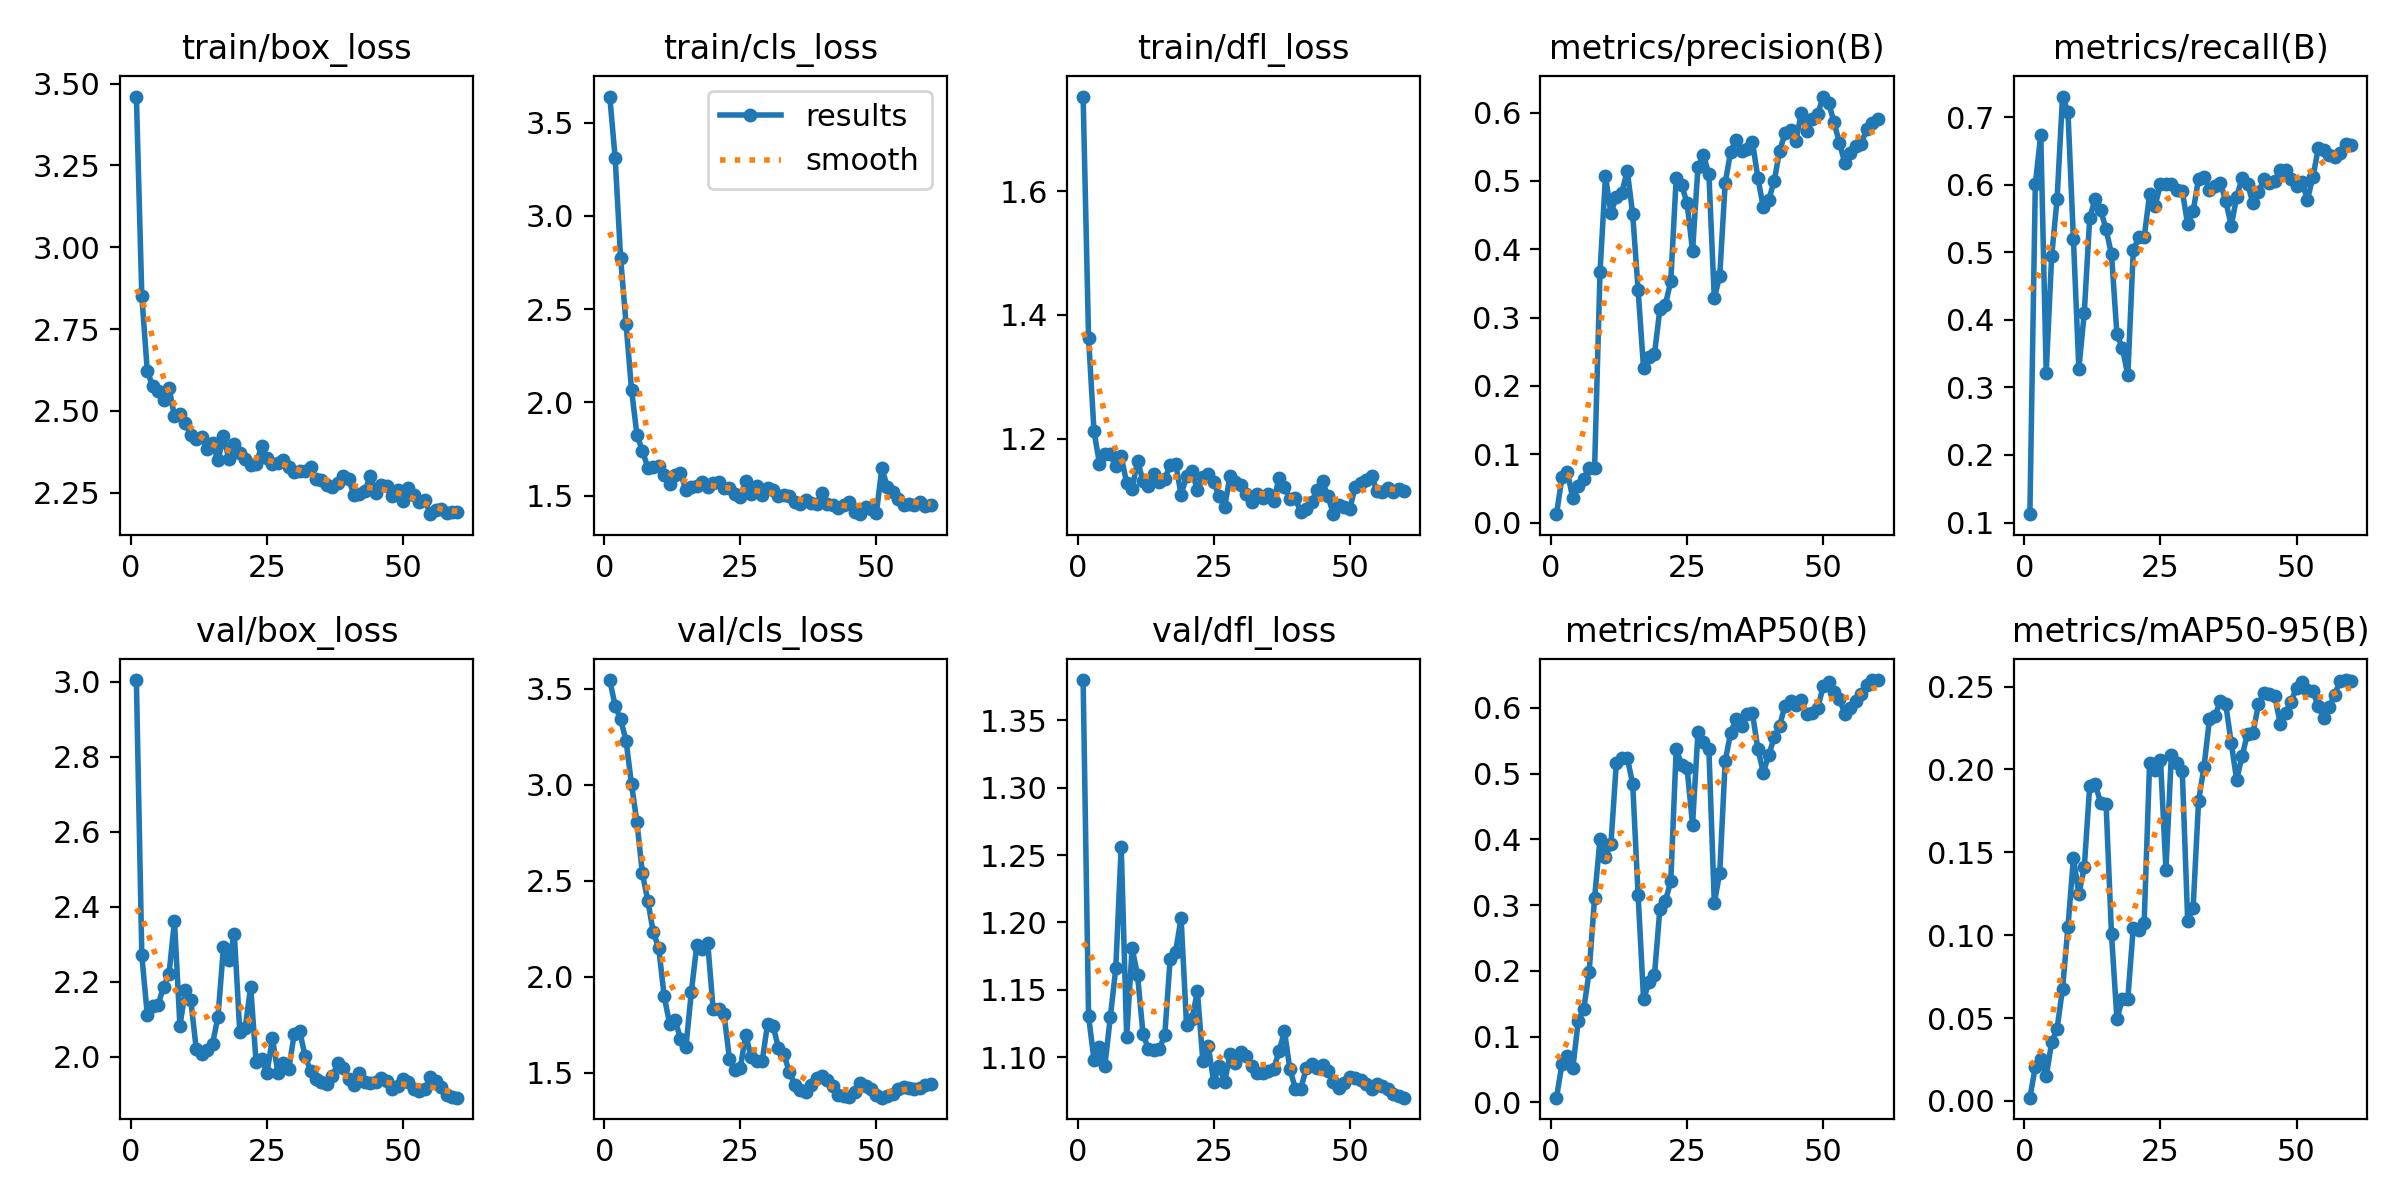 train/box_loss
3.50
3.25
3.00
2.75
2.50
2.25
0 25 50
train/cls_loss
results
smooth
3.5
3.0
2.5
2.0
1.5
0 25 50
train/dfl_loss
1.6
1.4
1.2
0 25 50
metrics/precision(B)
0.6
0.5
0.4
0.3
0.2
0.1
0.0
0 25 50
metrics/recall(B)
0.7
0.6
0.5
0.4
0.3
0.2
0.1
0 25 50
val/box_loss
3.0
2.8
2.6
2.4
2.2
2.0
0 25 50
val/cls_loss
3.5
3.0
2.5
2.0
1.5
0 25 50
val/dfl_loss
1.35
1.30
1.25
1.20
1.15
1.10
0 25 50
metrics/mAP50(B)
0.6
0.5
0.4
0.3
0.2
0.1
0.0
0 25 50
metrics/mAP50-95(B)
0.25
0.20
0.15
0.10
0.05
0.00
0 25 50